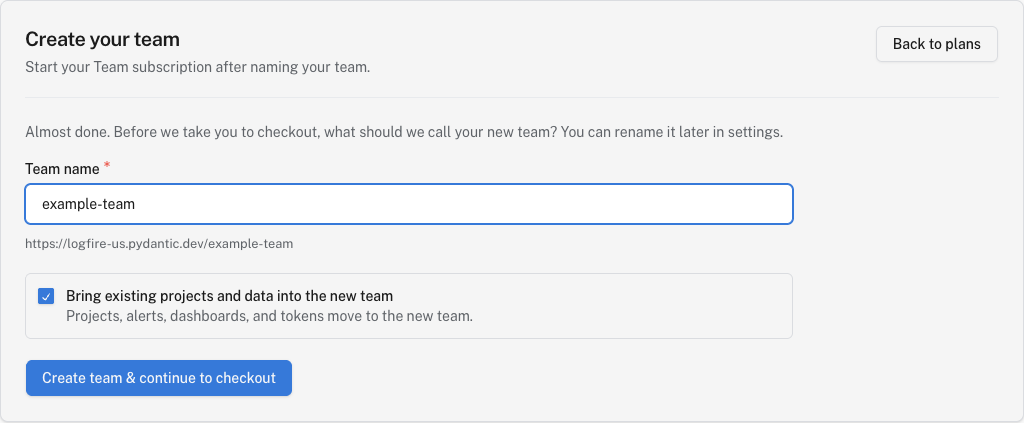 Create your team
Back to plans
Start your Team subscription after naming your team.
Almost done. Before we take you to checkout, what should we call your new team? You can rename it later in settings.
Team name *
example-team
https://logfire-us.pydantic.dev/example-team
Bring existing projects and data into the new team
Projects, alerts, dashboards, and tokens move to the new team.
Create team & continue to checkout